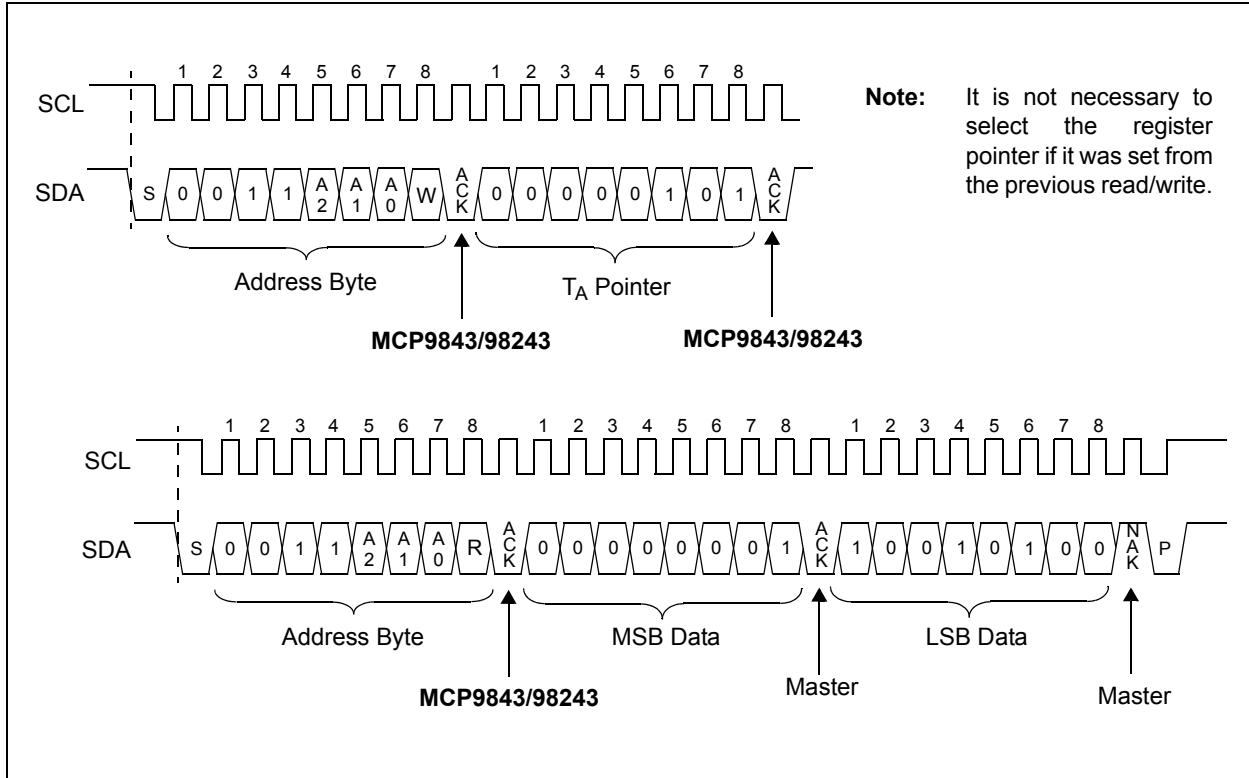 1 2 3 4 5 6 7 8 1 2 3 4 5 6 7 8
SCL
SDA
S 0 0 1 1 A2 A1 A0 W ACK 0 0 0 0 0 1 0 1 ACK
Address Byte
TA Pointer
MCP9843/98243
MCP9843/98243
Note: It is not necessary to
select the register
pointer if it was set from
the previous read/write.
1 2 3 4 5 6 7 8 1 2 3 4 5 6 7 8 1 2 3 4 5 6 7 8
SCL
SDA
S 0 0 1 1 A2 A1 A0 R ACK 0 0 0 0 0 0 0 1 ACK 1 0 0 1 0 1 0 0 NAK P
Address Byte
MSB Data
LSB Data
MCP9843/98243
Master
Master